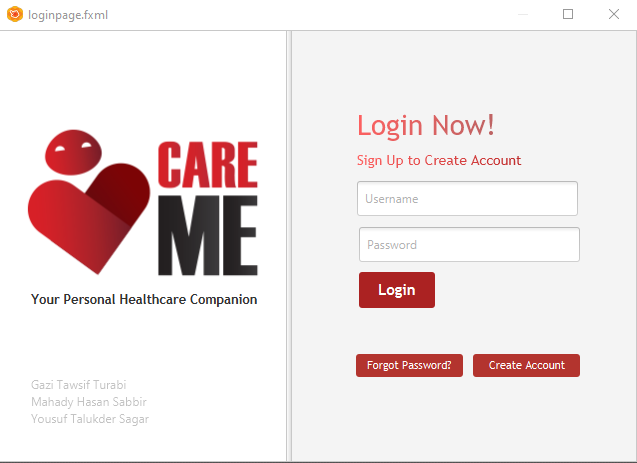 loginpage.fxml
CARE
ME
Your Personal Healthcare Companion
Gazi Tawsif Turabi
Mahady Hasan Sabbir
Yousuf Talukder Sagar
Login Now!
Sign Up to Create Account
Username
Password
Login
Forgot Password?
Create Account